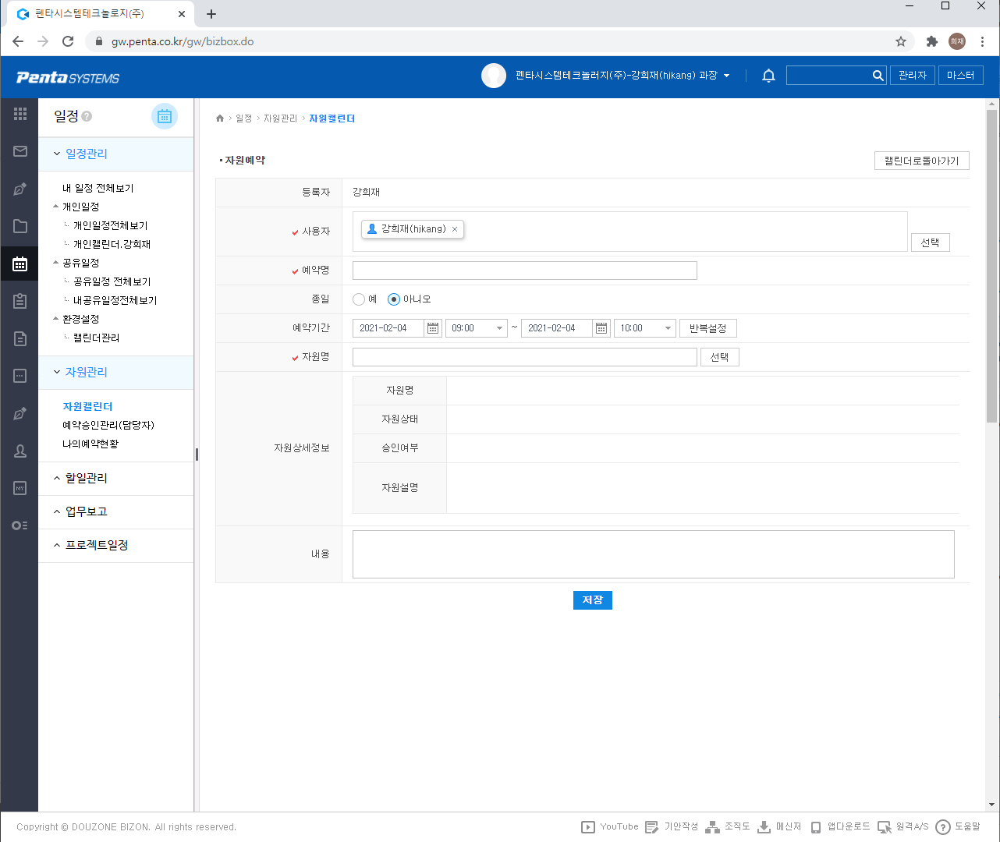 펜타시스템테크놀로지(주)
gw.penta.co.kr/gw/bizbox.do
희재
Penta SYSTEMS
펜타시스템테크놀러지(주)-강희재(hjkang) 과장
관리자
마스터
일정
일정관리
내 일정 전체보기
개인일정
개인일정전체보기
개인캘린더.강희재
공유일정
공유일정 전체보기
내공유일정전체보기
환경설정
캘린더관리
자원관리
자원캘린더
예약승인관리(담당자)
나의예약현황
할일관리
업무보고
프로젝트일정
MY
일정 > 자원관리 > 자원캘린더
자원예약
캘린더로돌아가기
등록자 강희재
사용자 강희재(hjkang) × 선택
예약명
종일 예 아니오
예약기간 2021-02-04 09:00 ~ 2021-02-04 10:00 반복설정
자원명 선택
자원상세정보
자원명
자원상태
승인여부
자원설명
내용
저장
Copyright © DOUZONE BIZON. All rights reserved.
YouTube 기안작성 조직도 메신저 앱다운로드 원격A/S 도움말